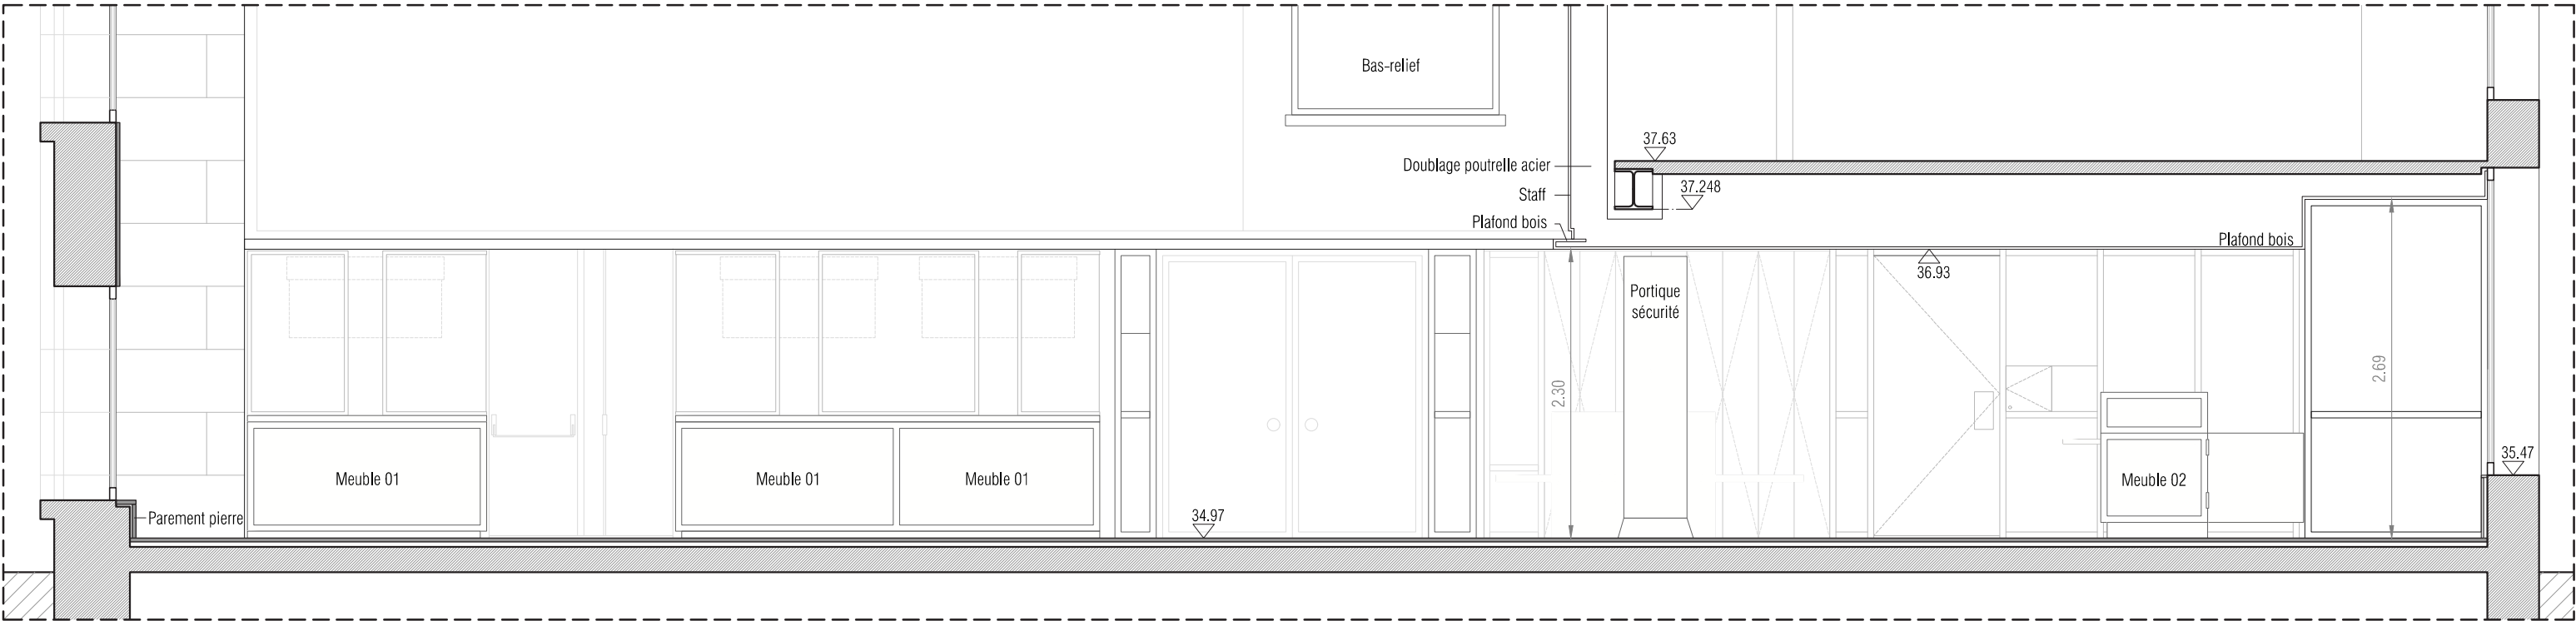 Bas-relief
37.63
Doublage poutrelle acier
37.248
Staff
Plafond bois
Plafond bois
36.93
Portique
sécurité
2.30
2.69
35.47
Meuble 01
Meuble 01
Meuble 01
Meuble 02
Parement pierre
34.97